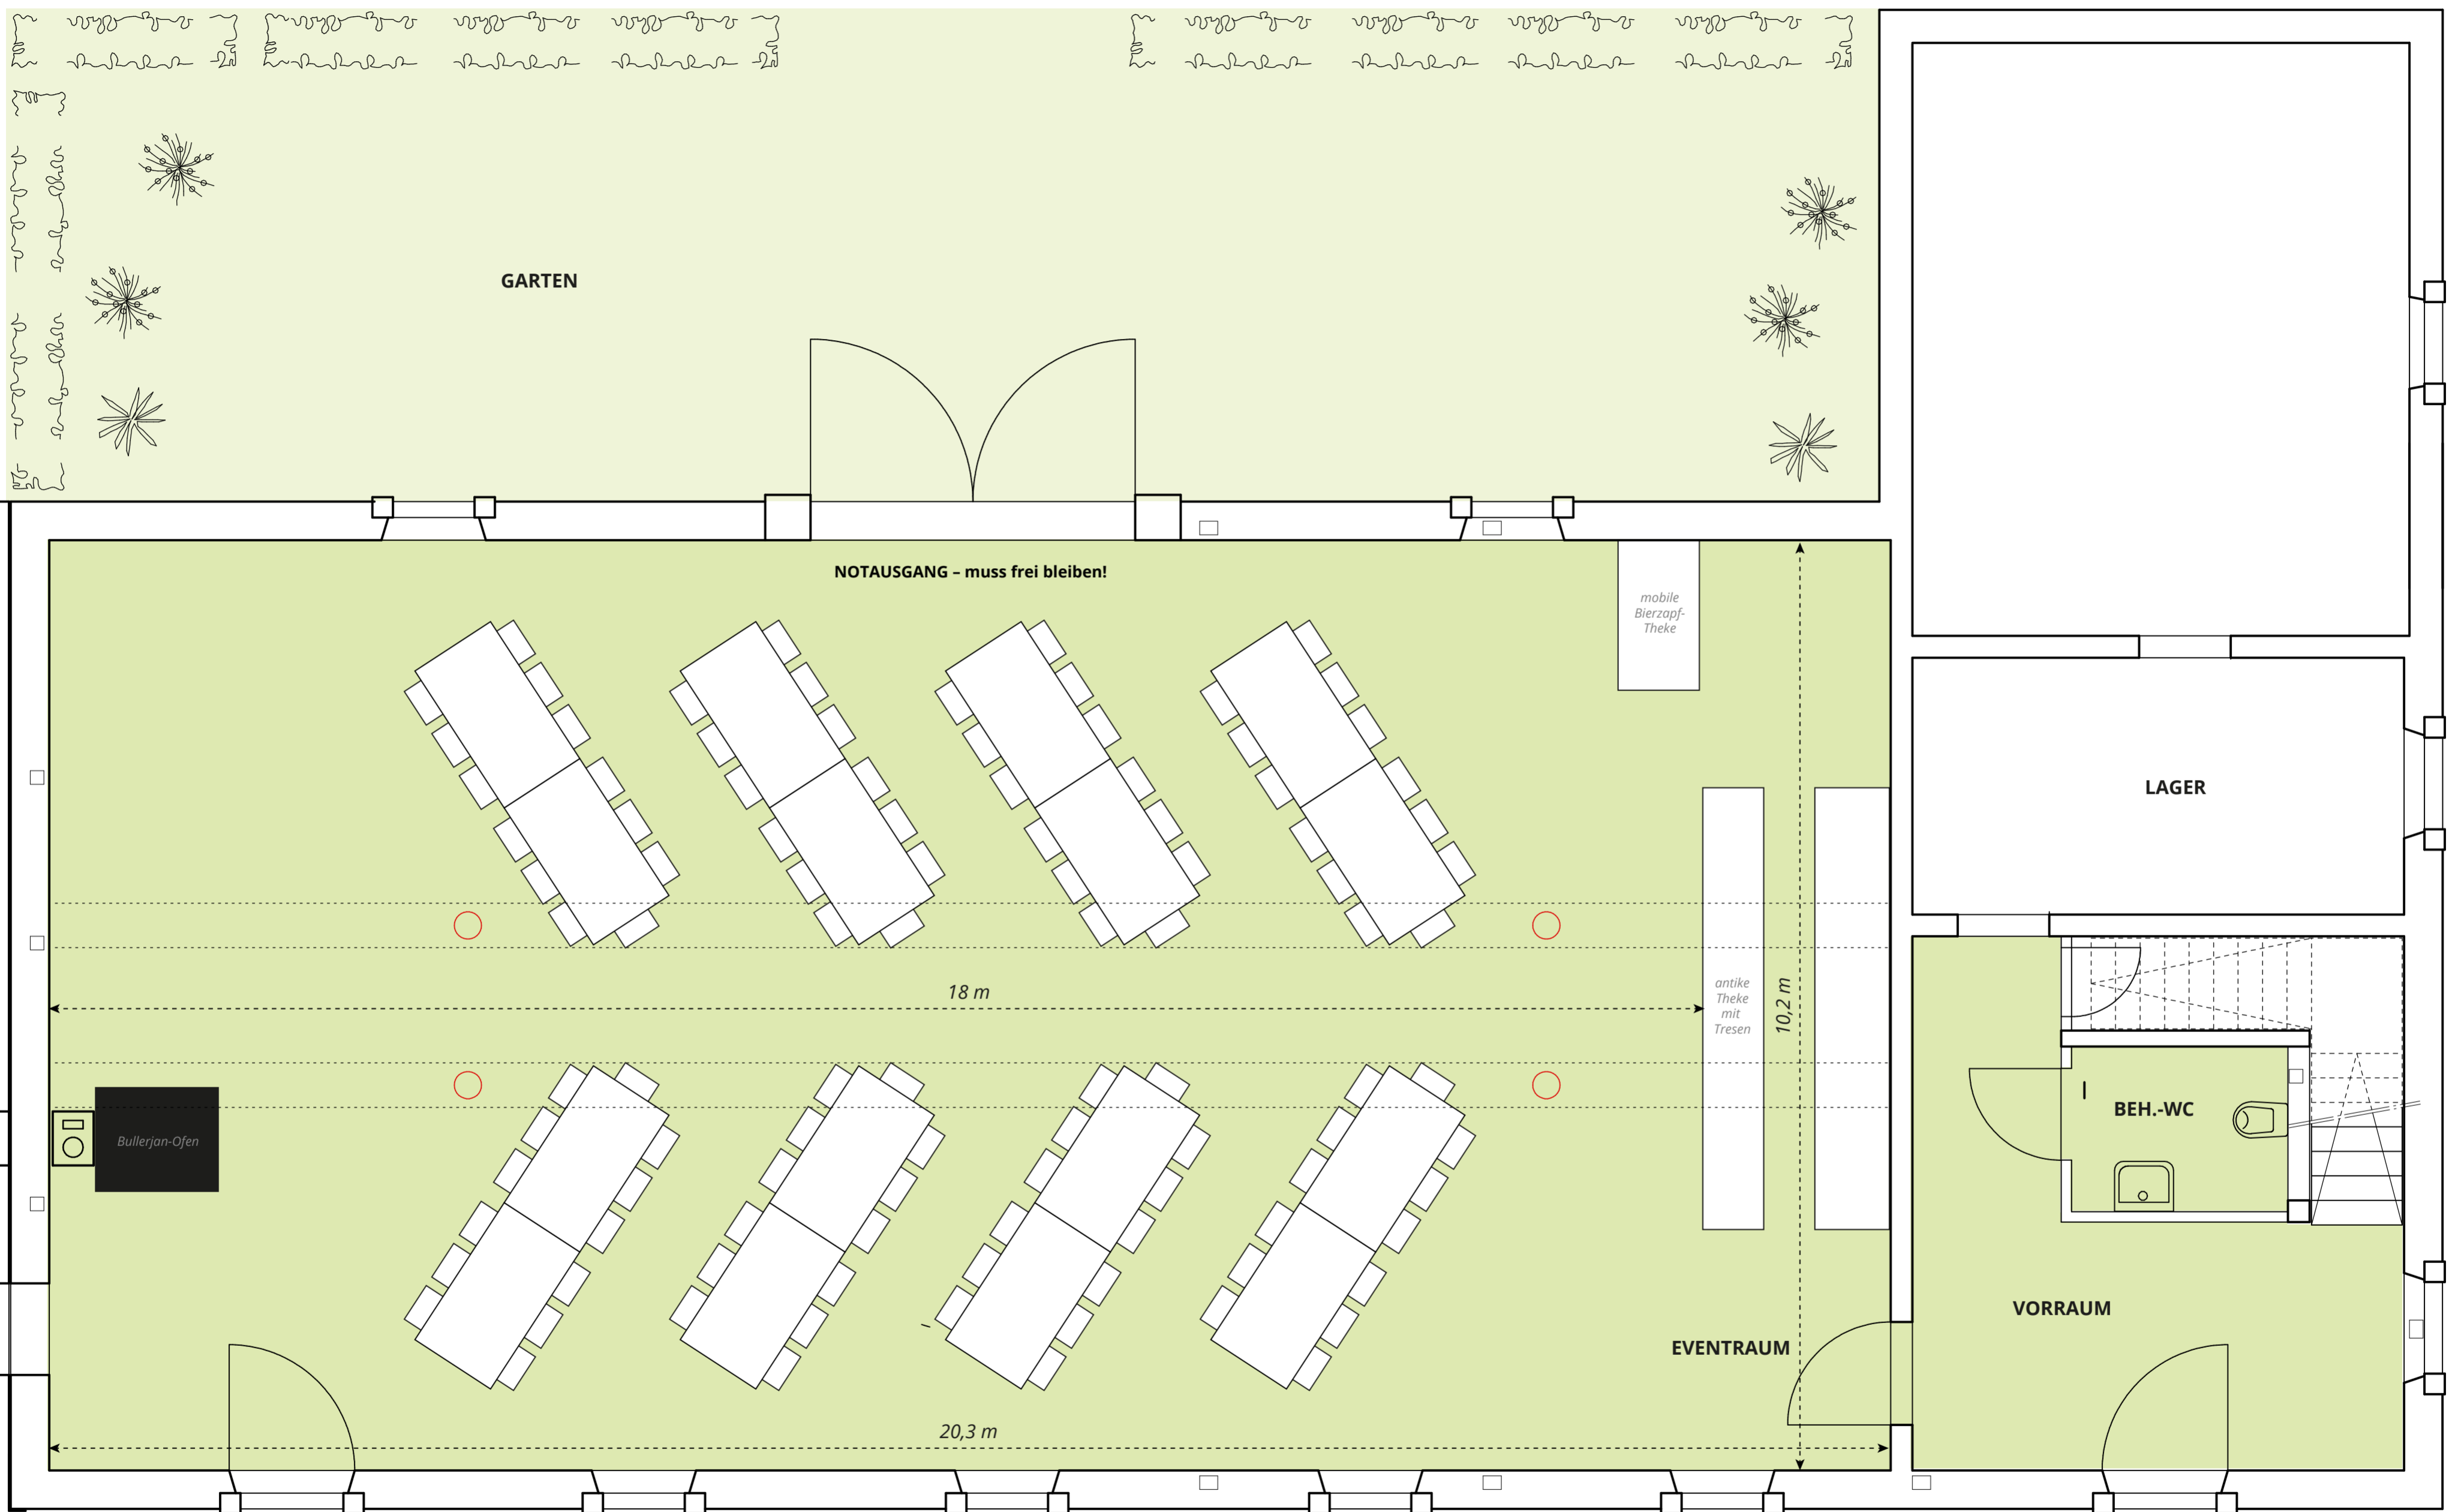 GARTEN
NOTAUSGANG – muss frei bleiben!
mobile
Bierzapf-
Theke
LAGER
18 m
antike
Theke
mit
Tresen
10,2 m
Bullerjan-Ofen
BEH.-WC
VORRAUM
EVENTRAUM
20,3 m